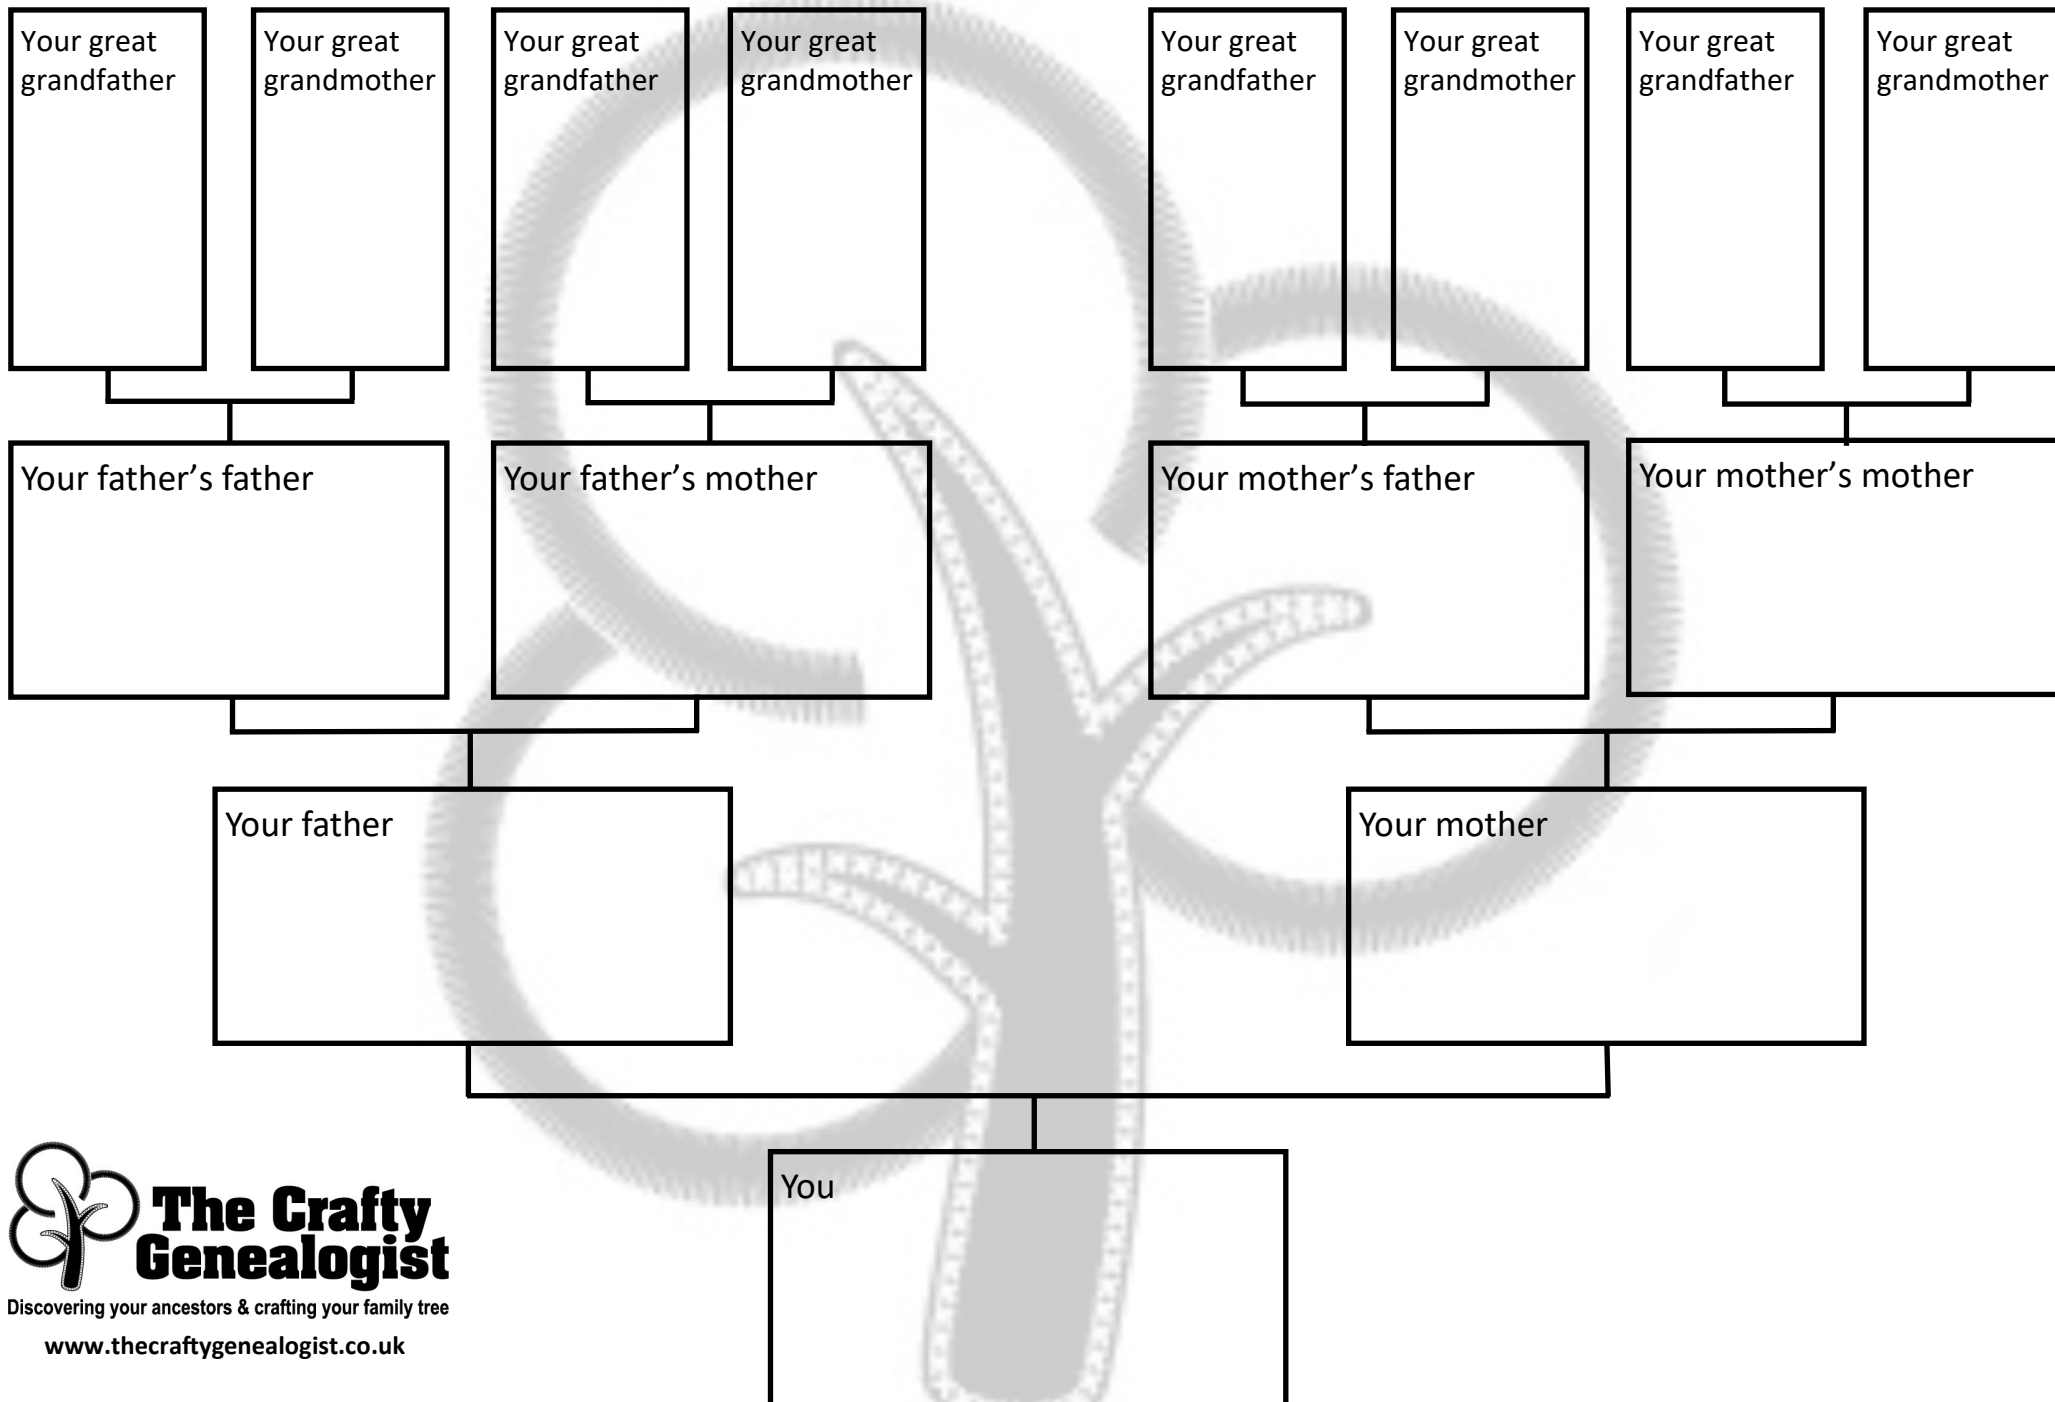 Your great
grandfather
Your great
grandmother
Your great
grandfather
Your great
grandmother
Your great
grandfather
Your great
grandmother
Your great
grandfather
Your great
grandmother
Your father’s father
Your father’s mother
Your mother’s father
Your mother’s mother
Your father
Your mother
You
The Crafty
Genealogist
Discovering your ancestors & crafting your family tree
www.thecraftygenealogist.co.uk